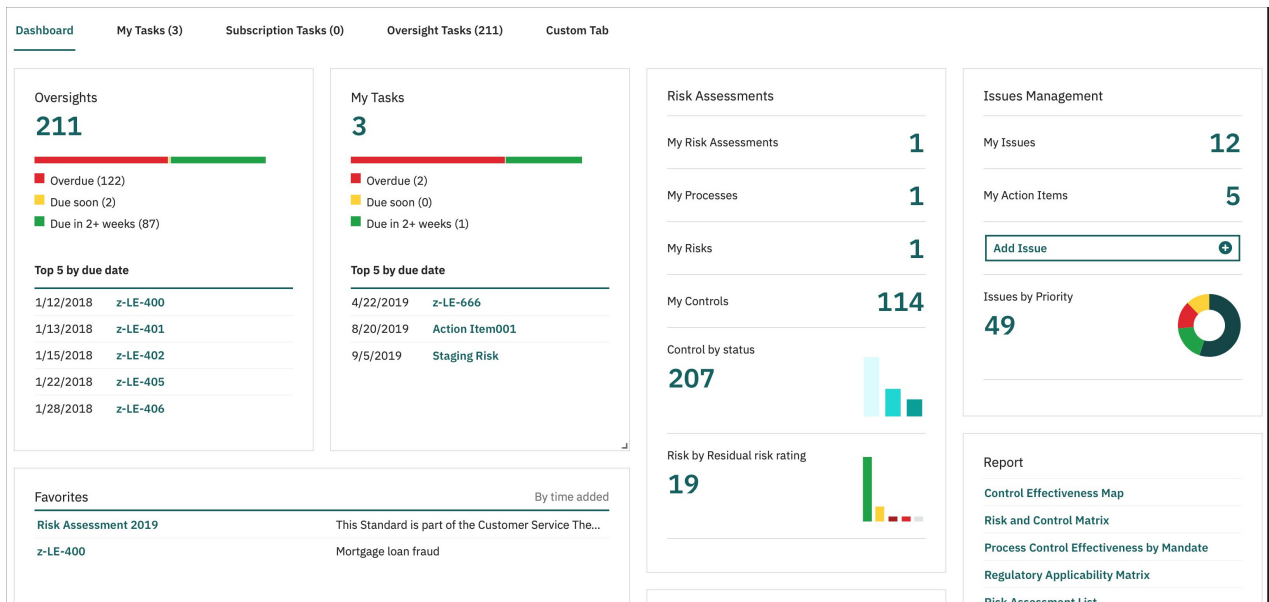 Dashboard My Tasks (3) Subscription Tasks (0) Oversight Tasks (211) Custom Tab
Oversights
211
Overdue (122)
Due soon (2)
Due in 2+ weeks (87)
Top 5 by due date
1/12/2018 z-LE-400
1/13/2018 z-LE-401
1/15/2018 z-LE-402
1/22/2018 z-LE-405
1/28/2018 z-LE-406
My Tasks
3
Overdue (2)
Due soon (0)
Due in 2+ weeks (1)
Top 5 by due date
4/22/2019 z-LE-666
8/20/2019 Action Item001
9/5/2019 Staging Risk
Favorites By time added
Risk Assessment 2019 This Standard is part of the Customer Service The...
z-LE-400 Mortgage loan fraud
Risk Assessments
My Risk Assessments 1
My Processes 1
My Risks 1
My Controls 114
Control by status
207
Risk by Residual risk rating
19
Issues Management
My Issues 12
My Action Items 5
Add Issue
Issues by Priority
49
Report
Control Effectiveness Map
Risk and Control Matrix
Process Control Effectiveness by Mandate
Regulatory Applicability Matrix
Risk Assessment List